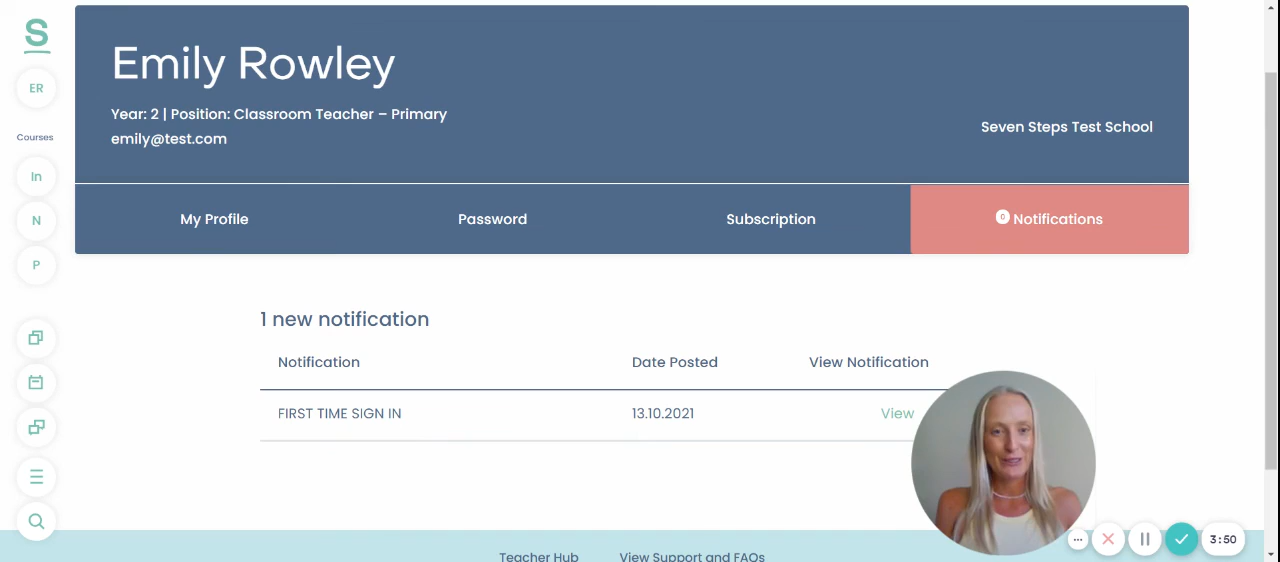 S
ER
Courses
In
N
P
Emily Rowley
Year: 2 | Position: Classroom Teacher – Primary
emily@test.com
Seven Steps Test School
My Profile Password Subscription 0 Notifications
1 new notification
Notification Date Posted View Notification
FIRST TIME SIGN IN 13.10.2021 View
Teacher Hub View Support and FAQs
3:50